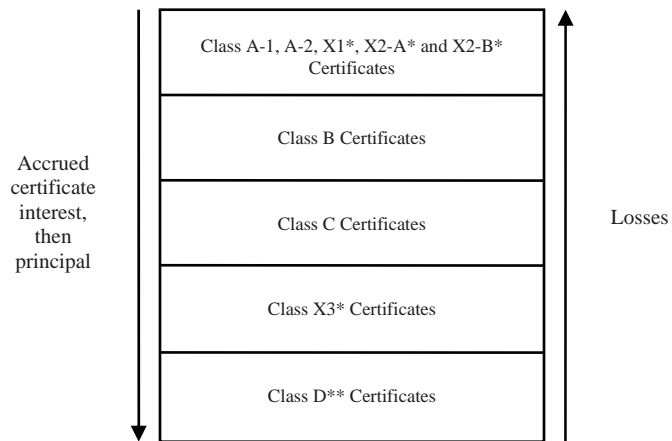 Class A-1, A-2, X1*, X2-A* and X2-B*
Certificates
Class B Certificates
Accrued
certificate
interest,
then
principal
Class C Certificates
Losses
Class X3* Certificates
Class D** Certificates